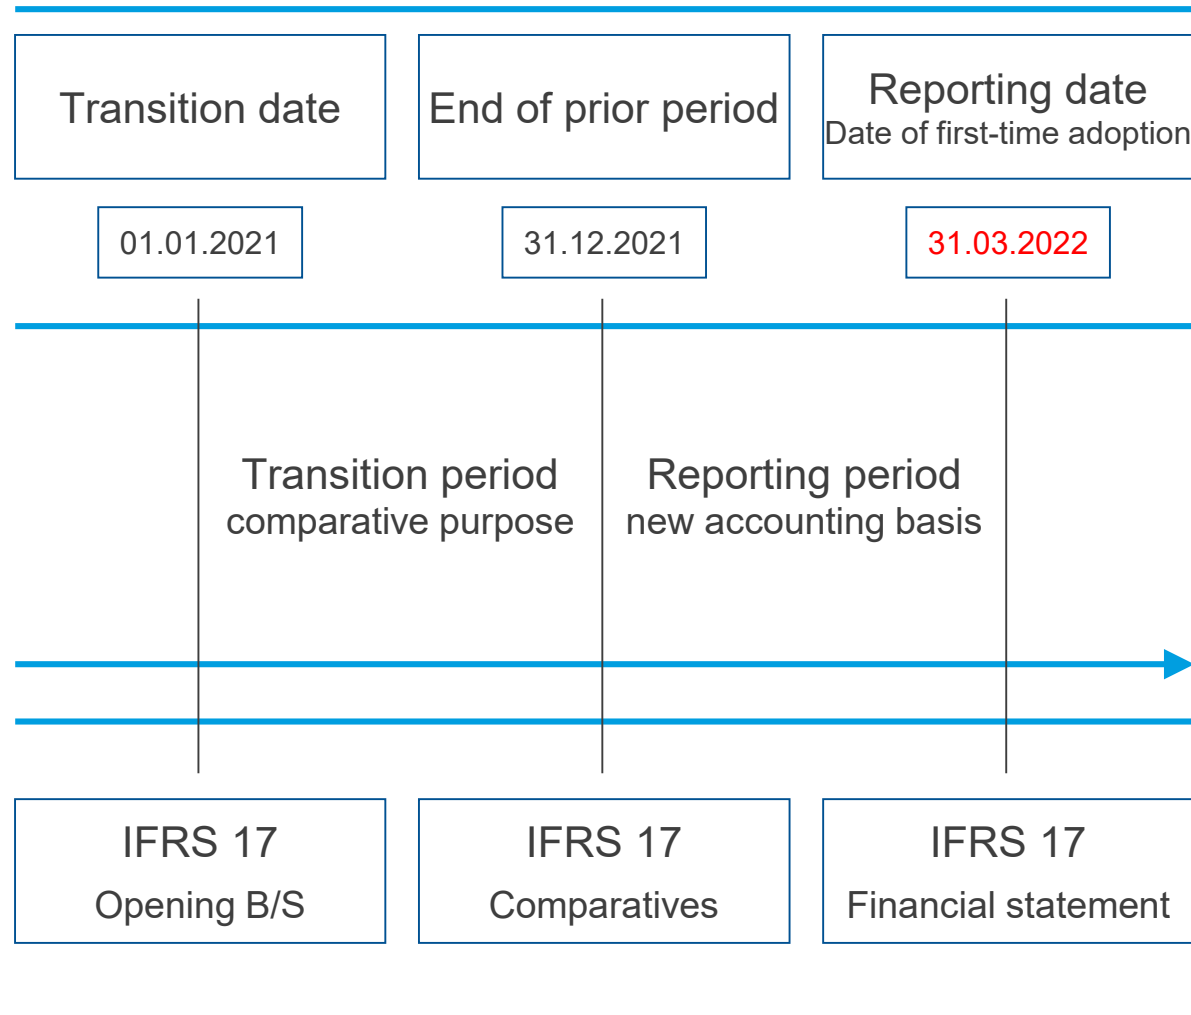 Transition date
End of prior period
Reporting date
Date of first-time adoption
01.01.2021
31.12.2021
31.03.2022
Transition period
comparative purpose
Reporting period
new accounting basis
IFRS 17
Opening B/S
IFRS 17
Comparatives
IFRS 17
Financial statement